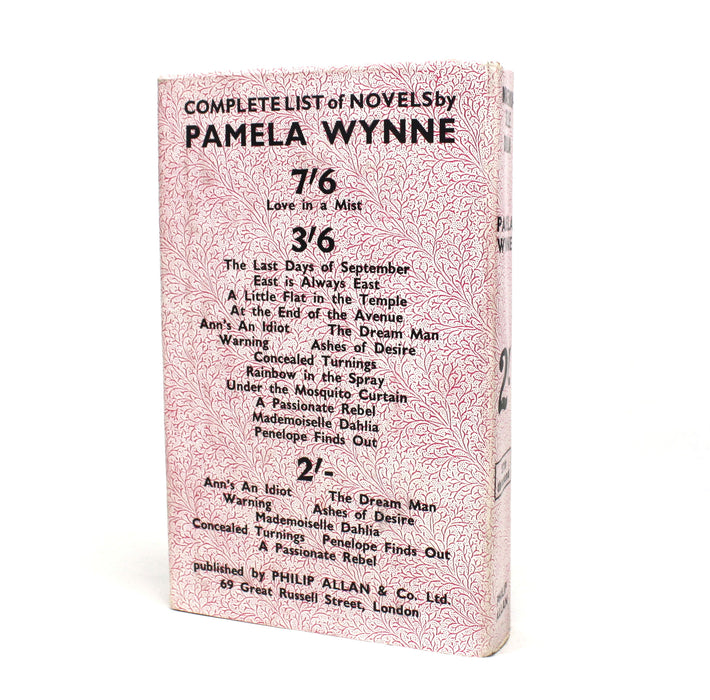 COMPLETE LIST of NOVELS by
PAMELA WYNNE
7/6
Love in a Mist
3/6
The Last Days of September
East is Always East
A Little Flat in the Temple
At the End of the Avenue
Ann's An Idiot The Dream Man
Warning Ashes of Desire
Concealed Turnings
Rainbow in the Spray
Under the Mosquito Curtain
A Passionate Rebel
Mademoiselle Dahlia
Penelope Finds Out
2/-
Ann's An Idiot The Dream Man
Warning Ashes of Desire
Mademoiselle Dahlia
Concealed Turnings Penelope Finds Out
A Passionate Rebel
published by PHILIP ALLAN & Co. Ltd.
69 Great Russell Street, London